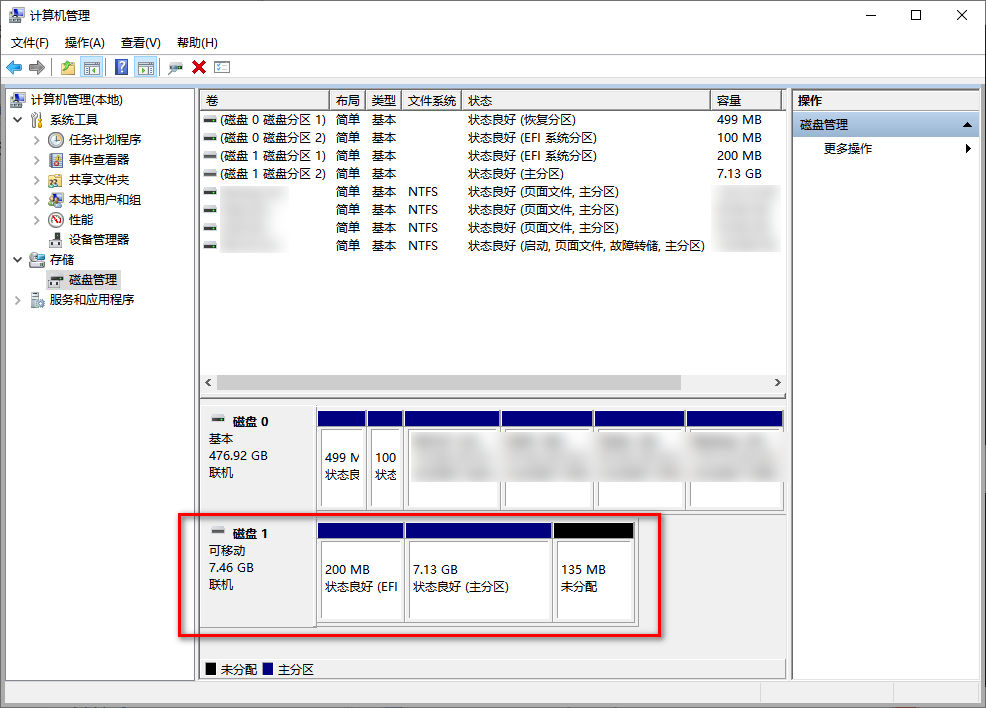 计算机管理
文件(F) 操作(A) 查看(V) 帮助(H)
计算机管理(本地)
系统工具
任务计划程序
事件查看器
共享文件夹
本地用户和组
性能
设备管理器
存储
磁盘管理
服务和应用程序
卷 布局 类型 文件系统 状态 容量
(磁盘 0 磁盘分区 1) 简单 基本 状态良好 (恢复分区) 499 MB
(磁盘 0 磁盘分区 2) 简单 基本 状态良好 (EFI 系统分区) 100 MB
(磁盘 1 磁盘分区 1) 简单 基本 状态良好 (EFI 系统分区) 200 MB
(磁盘 1 磁盘分区 2) 简单 基本 状态良好 (主分区) 7.13 GB
简单 基本 NTFS 状态良好 (页面文件, 主分区)
简单 基本 NTFS 状态良好 (页面文件, 主分区)
简单 基本 NTFS 状态良好 (页面文件, 主分区)
简单 基本 NTFS 状态良好 (启动, 页面文件, 故障转储, 主分区)
磁盘 0
基本
476.92 GB
联机
499 M
状态良
100
状态
磁盘 1
可移动
7.46 GB
联机
200 MB
状态良好 (EFI
7.13 GB
状态良好 (主分区)
135 MB
未分配
未分配 主分区
操作
磁盘管理
更多操作